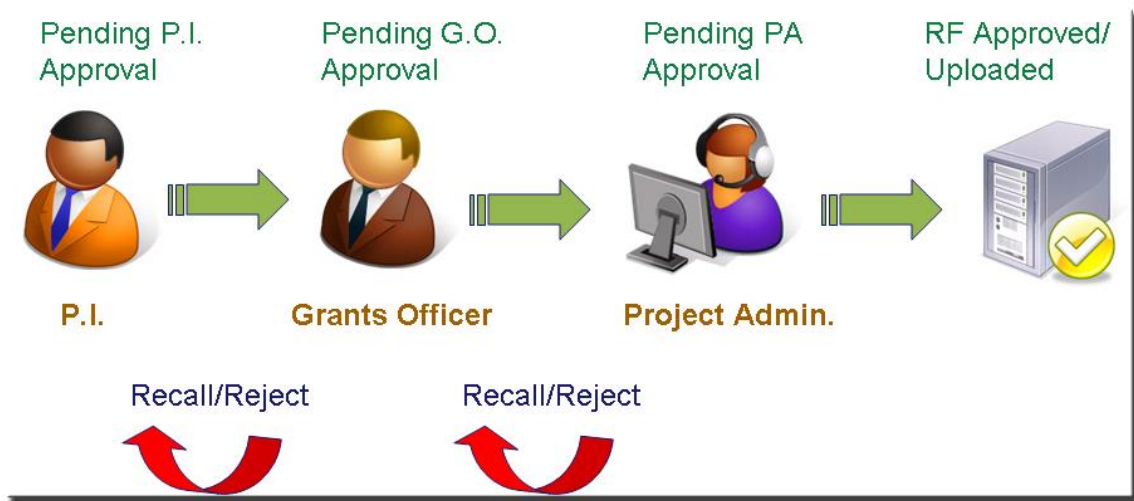 Pending P.I.
Approval
Pending G.O.
Approval
Pending PA
Approval
RF Approved/
Uploaded
P.I.
Grants Officer
Project Admin.
Recall/Reject
Recall/Reject